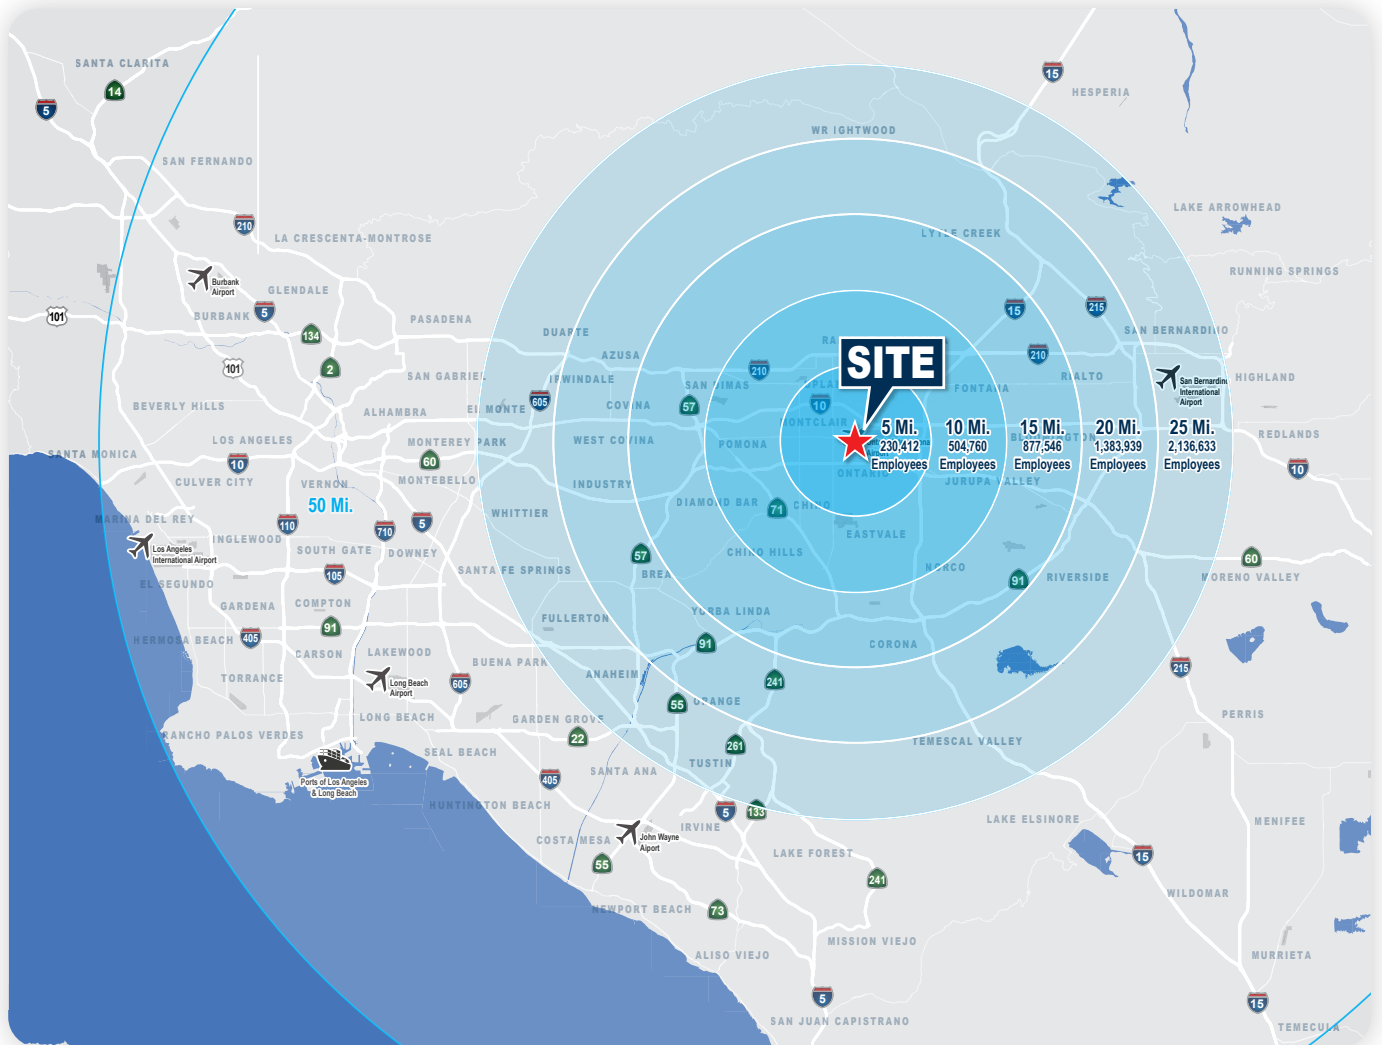 SANTA CLARITA
14
5
15
HESPERIA
WR IGHTWOOD
SAN FERNANDO
210
LA CRESCENTA-MONTROSE
LAKE ARROWHEAD
LYTLE CREEK
RUNNING SPRINGS
Burbank
Airport
GLENDALE
BURBANK
5
101
134
PASADENA
DUARTE
15
215
SAN BERNARDINO
101
2
AZUSA
210
210
SITE
SAN GABRIEL
IRWINDALE
SAN DIMAS
FONTANA
RIALTO
San Bernardino
International
Airport
HIGHLAND
BEVERLY HILLS
ALHAMBRA
EL MONTE
605
COVINA
57
10
MONTCLAIR
LOS ANGELES
MONTEREY PARK
WEST COVINA
POMONA
5 Mi.
230,412
Employees
10 Mi.
504,760
Employees
15 Mi.
877,546
Employees
20 Mi.
1,383,939
Employees
25 Mi.
2,136,633
Employees
REDLANDS
SANTA MONICA
10
60
10
CULVER CITY
VERNON
MONTEBELLO
INDUSTRY
ONTARIO
JURUPA VALLEY
50 Mi.
MARINA DEL REY
110
710
5
WHITTIER
DIAMOND BAR
71
CHINO
INGLEWOOD
Los Angeles
International Airport
SOUTH GATE
DOWNEY
57
CHINO HILLS
EASTVALE
60
EL SEGUNDO
105
SANTA FE SPRINGS
BREA
NORCO
91
RIVERSIDE
MORENO VALLEY
GARDENA
COMPTON
91
FULLERTON
YORBA LINDA
HERMOSA BEACH
405
CARSON
LAKEWOOD
BUENA PARK
91
CORONA
TORRANCE
Long Beach
Airport
605
ANAHEIM
241
215
LONG BEACH
GARDEN GROVE
55
ORANGE
PERRIS
RANCHO PALOS VERDES
SEAL BEACH
22
261
TEMESCAL VALLEY
Ports of Los Angeles
& Long Beach
405
SANTA ANA
TUSTIN
HUNTINGTON BEACH
5
133
LAKE ELSINORE
MENIFEE
COSTA MESA
John Wayne
Aiport
IRVINE
LAKE FOREST
15
55
241
WILDOMAR
NEWPORT BEACH
73
MISSION VIEJO
ALISO VIEJO
MURRIETA
5
15
SAN JUAN CAPISTRANO
TEMECULA